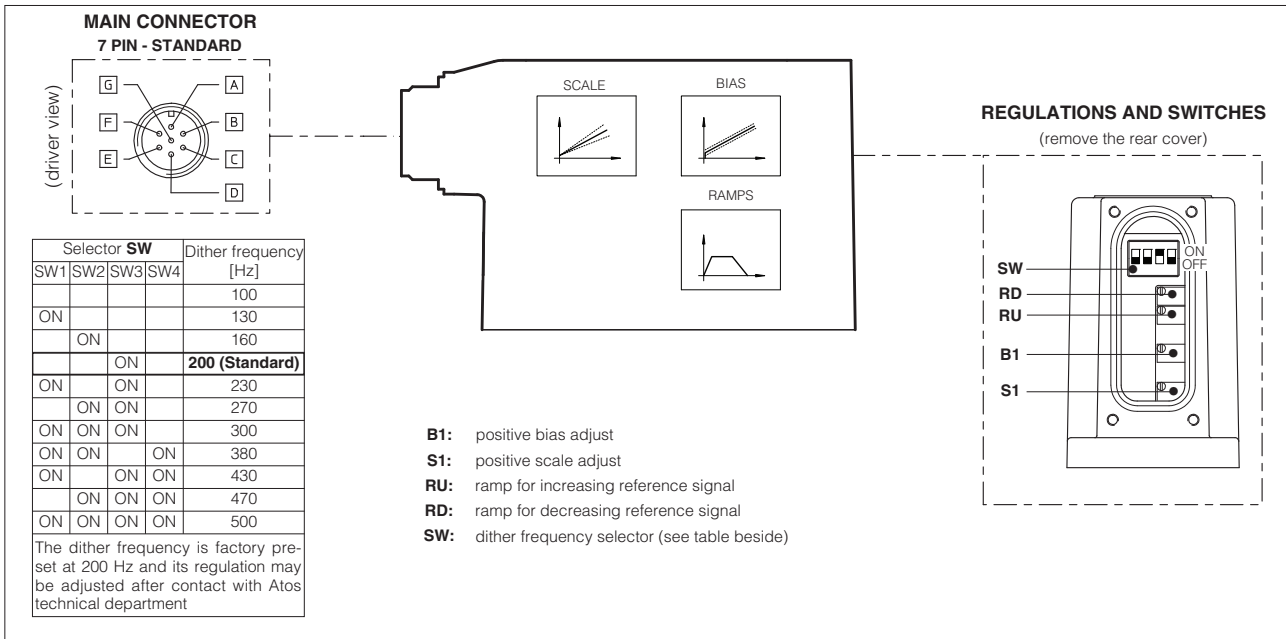 MAIN CONNECTOR
7 PIN - STANDARD
(driver view)
G
A
F
B
E
C
D
SCALE
BIAS
RAMPS
REGULATIONS AND SWITCHES
(remove the rear cover)
ON
OFF
SW
RD
RU
B1
S1
Selector SW Dither frequency
SW1 SW2 SW3 SW4 [Hz]
100
ON 130
ON 160
ON 200 (Standard)
ON ON 230
ON ON 270
ON ON ON 300
ON ON ON 380
ON ON ON 430
ON ON ON 470
ON ON ON ON 500
The dither frequency is factory pre-
set at 200 Hz and its regulation may
be adjusted after contact with Atos
technical department
B1: positive bias adjust
S1: positive scale adjust
RU: ramp for increasing reference signal
RD: ramp for decreasing reference signal
SW: dither frequency selector (see table beside)